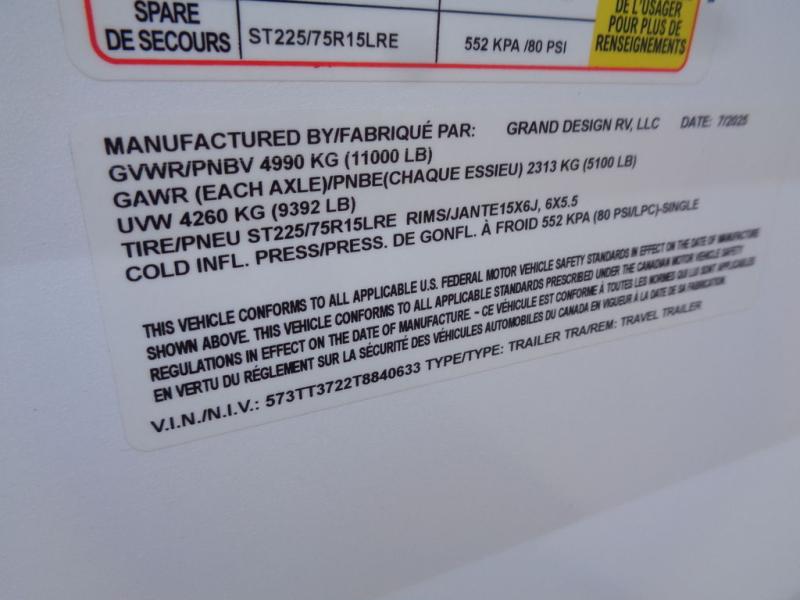 SPARE
DE SECOURS
ST225/75R15LRE
552 KPA /80 PSI
DE L'USAGER
POUR PLUS DE
RENSEIGNEMENTS
MANUFACTURED BY/FABRIQUÉ PAR: GRAND DESIGN RV, LLC DATE: 7/2025
GVWR/PNBV 4990 KG (11000 LB)
GAWR (EACH AXLE)/PNBE(CHAQUE ESSIEU) 2313 KG (5100 LB)
UVW 4260 KG (9392 LB)
TIRE/PNEU ST225/75R15LRE RIMS/JANTE15X6J, 6X5.5
COLD INFL. PRESS/PRESS. DE GONFL. À FROID 552 KPA (80 PSI/LPC)-SINGLE
THIS VEHICLE CONFORMS TO ALL APPLICABLE U.S. FEDERAL MOTOR VEHICLE SAFETY STANDARDS IN EFFECT ON THE DATE OF MANUFACTURE
SHOWN ABOVE. THIS VEHICLE CONFORMS TO ALL APPLICABLE STANDARDS PRESCRIBED UNDER THE CANADIAN MOTOR VEHICLE SAFETY
REGULATIONS IN EFFECT ON THE DATE OF MANUFACTURE. - CE VÉHICULE EST CONFORME À TOUTES LES NORMES QUI LUI SONT APPLICABLES
EN VERTU DU RÉGLEMENT SUR LA SÉCURITÉ DES VÉHICULES AUTOMOBILES DU CANADA EN VIGUEUR À LA DATE DE SA FABRICATION.
V.I.N./N.I.V.: 573TT3722T8840633 TYPE/TYPE: TRAILER TRA/REM: TRAVEL TRAILER